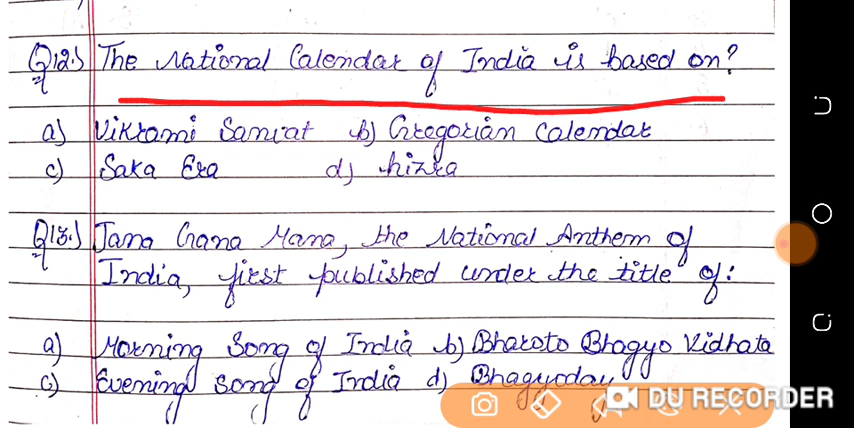 Q12.) The National Calendar of India is based on?
a) Vikrami Samvat b) Gregorian Calendar
c) Saka Era d) hizra
Q13.) Jana Gana Mana, the National Anthem of
India, first published under the title of:
a) Morning Song of India b) Bharoto Bhagyo Vidhata
c) Evening song of India d) Bhagyoday
DU RECORDER